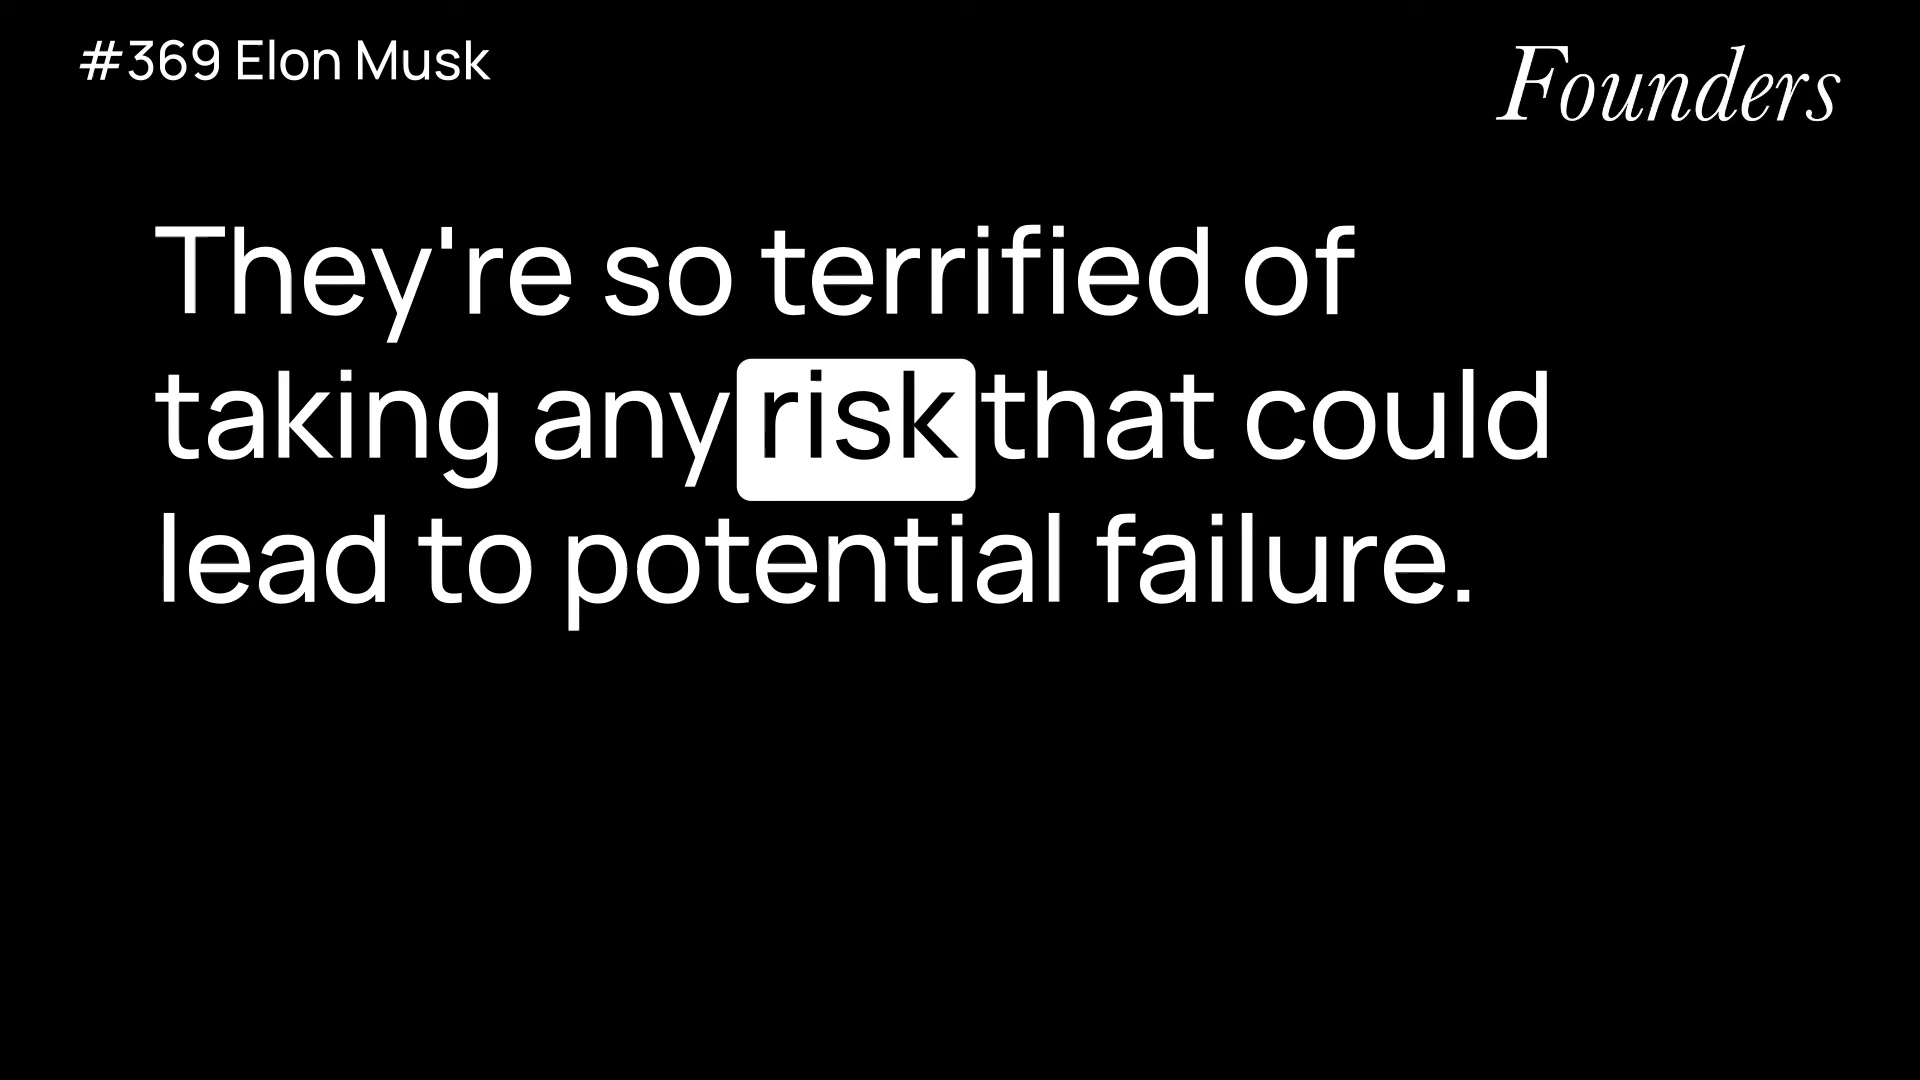 #369 Elon Musk
Founders
They're so terrified of
taking any risk that could
lead to potential failure.